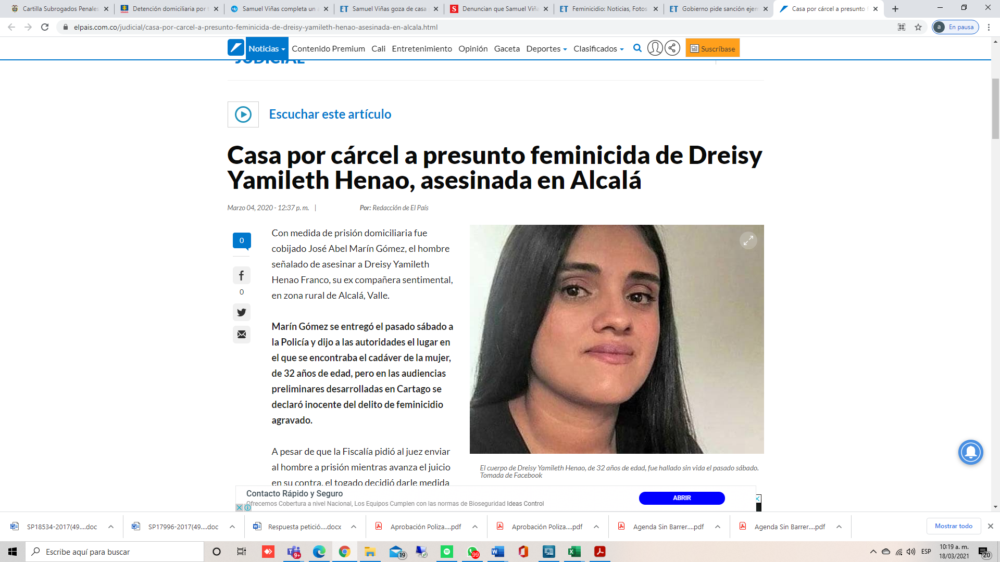 Cartilla Subrogados Penales
Detención domiciliaria por
Samuel Viñas completa un
Samuel Viñas goza de casa
Denuncian que Samuel Viña
Feminicidio: Noticias, Fotos
Gobierno pide sanción ejem
Casa por cárcel a presunto
elpais.com.co/judicial/casa-por-carcel-a-presunto-feminicida-de-dreisy-yamileth-henao-asesinada-en-alcala.html
a En pausa
Noticias Contenido Premium Cali Entretenimiento Opinión Gaceta Deportes Clasificados Suscríbase
JUDICIAL
Escuchar este artículo
Casa por cárcel a presunto feminicida de Dreisy
Yamileth Henao, asesinada en Alcalá
Marzo 04, 2020 - 12:37 p. m. | Por: Redacción de El País
0
0
Con medida de prisión domiciliaria fue
cobijado José Abel Marín Gómez, el hombre
señalado de asesinar a Dreisy Yamileth
Henao Franco, su ex compañera sentimental,
en zona rural de Alcalá, Valle.
Marín Gómez se entregó el pasado sábado a
la Policía y dijo a las autoridades el lugar en
el que se encontraba el cadáver de la mujer,
de 32 años de edad, pero en las audiencias
preliminares desarrolladas en Cartago se
declaró inocente del delito de feminicidio
agravado.
A pesar de que la Fiscalía pidió al juez enviar
al hombre a prisión mientras avanza el juicio
en su contra, el togado decidió darle medida
El cuerpo de Dreisy Yamileth Henao, de 32 años de edad, fue hallado sin vida el pasado sábado.
Tomada de Facebook
Contacto Rápido y Seguro
Ofrecemos Cobertura a nivel Nacional, Los Equipos Cumplen con las normas de Bioseguridad Ideas Control
ABRIR
SP18534-2017(49....doc
SP17996-2017(49....doc
Respuesta petició....docx
Aprobación Poliza....pdf
Aprobación Poliza....pdf
Agenda Sin Barrer....pdf
Agenda Sin Barrer....pdf
Mostrar todo
Escribe aquí para buscar
9+
19
99
ESP
10:19 a. m.
18/03/2021
20